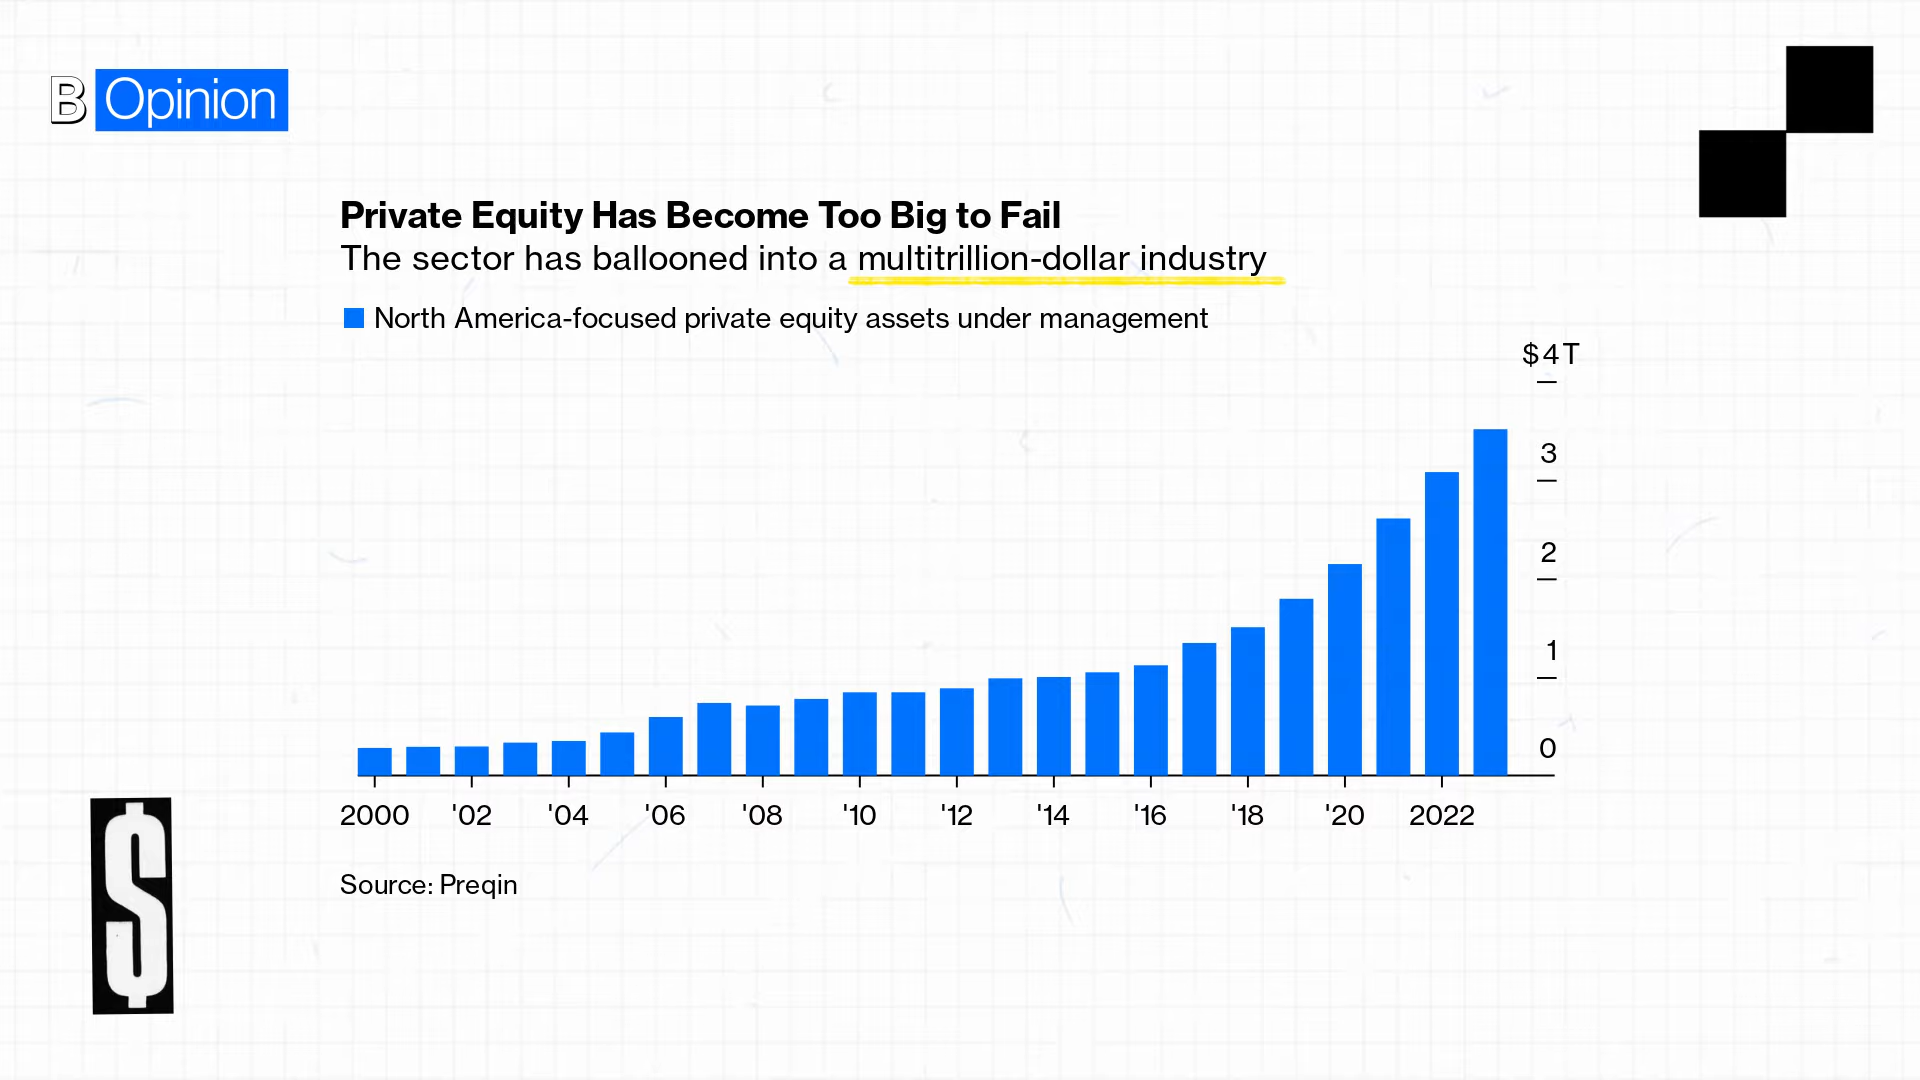 B Opinion
Private Equity Has Become Too Big to Fail
The sector has ballooned into a multitrillion-dollar industry
North America-focused private equity assets under management
$4T
3
2
1
0
2000 '02 '04 '06 '08 '10 '12 '14 '16 '18 '20 2022
Source: Preqin
$